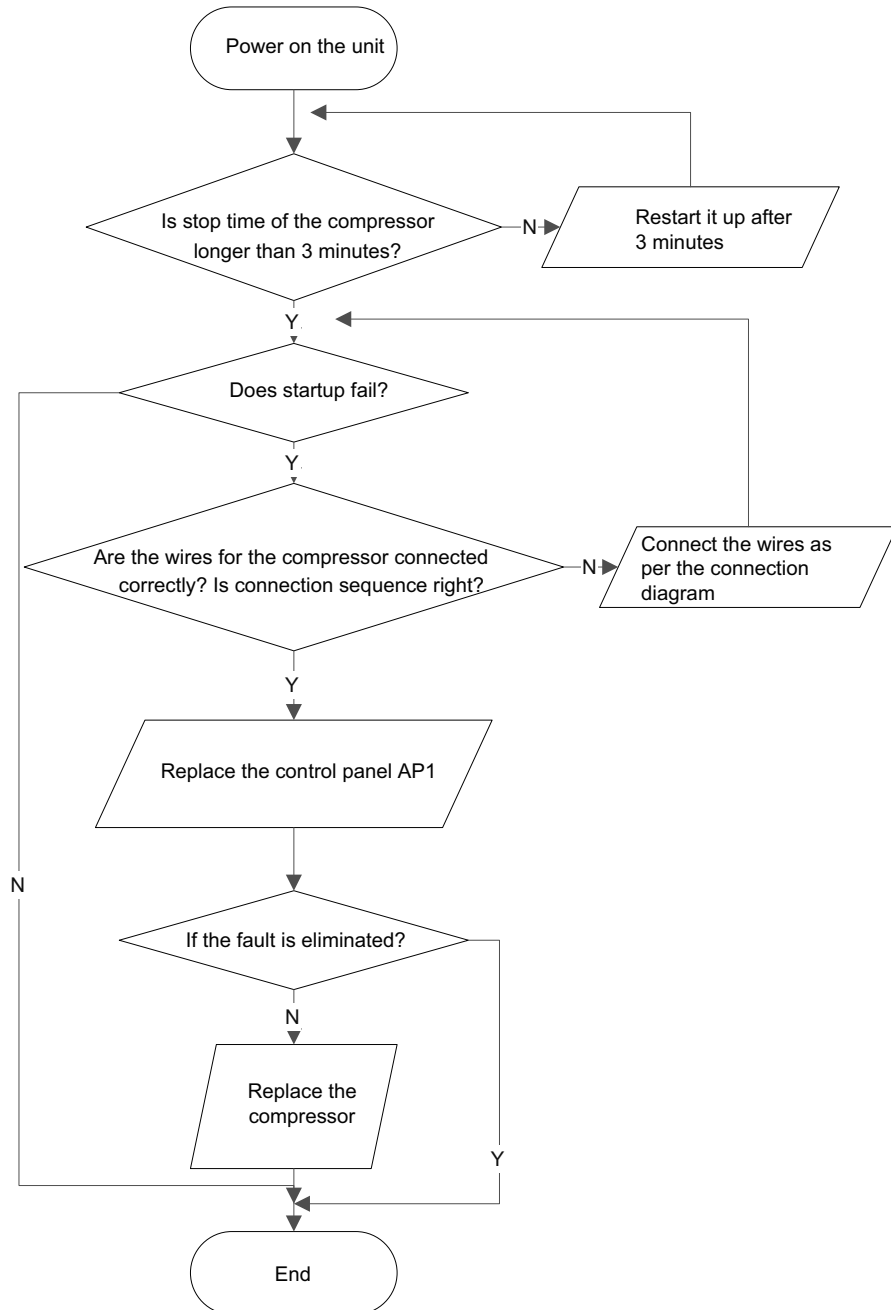 Power on the unit
Is stop time of the compressor
longer than 3 minutes?
N
Restart it up after
3 minutes
Y
Does startup fail?
Y
Are the wires for the compressor connected
correctly? Is connection sequence right?
N
Connect the wires as
per the connection
diagram
Y
Replace the control panel AP1
N
If the fault is eliminated?
N
Replace the
compressor
Y
End